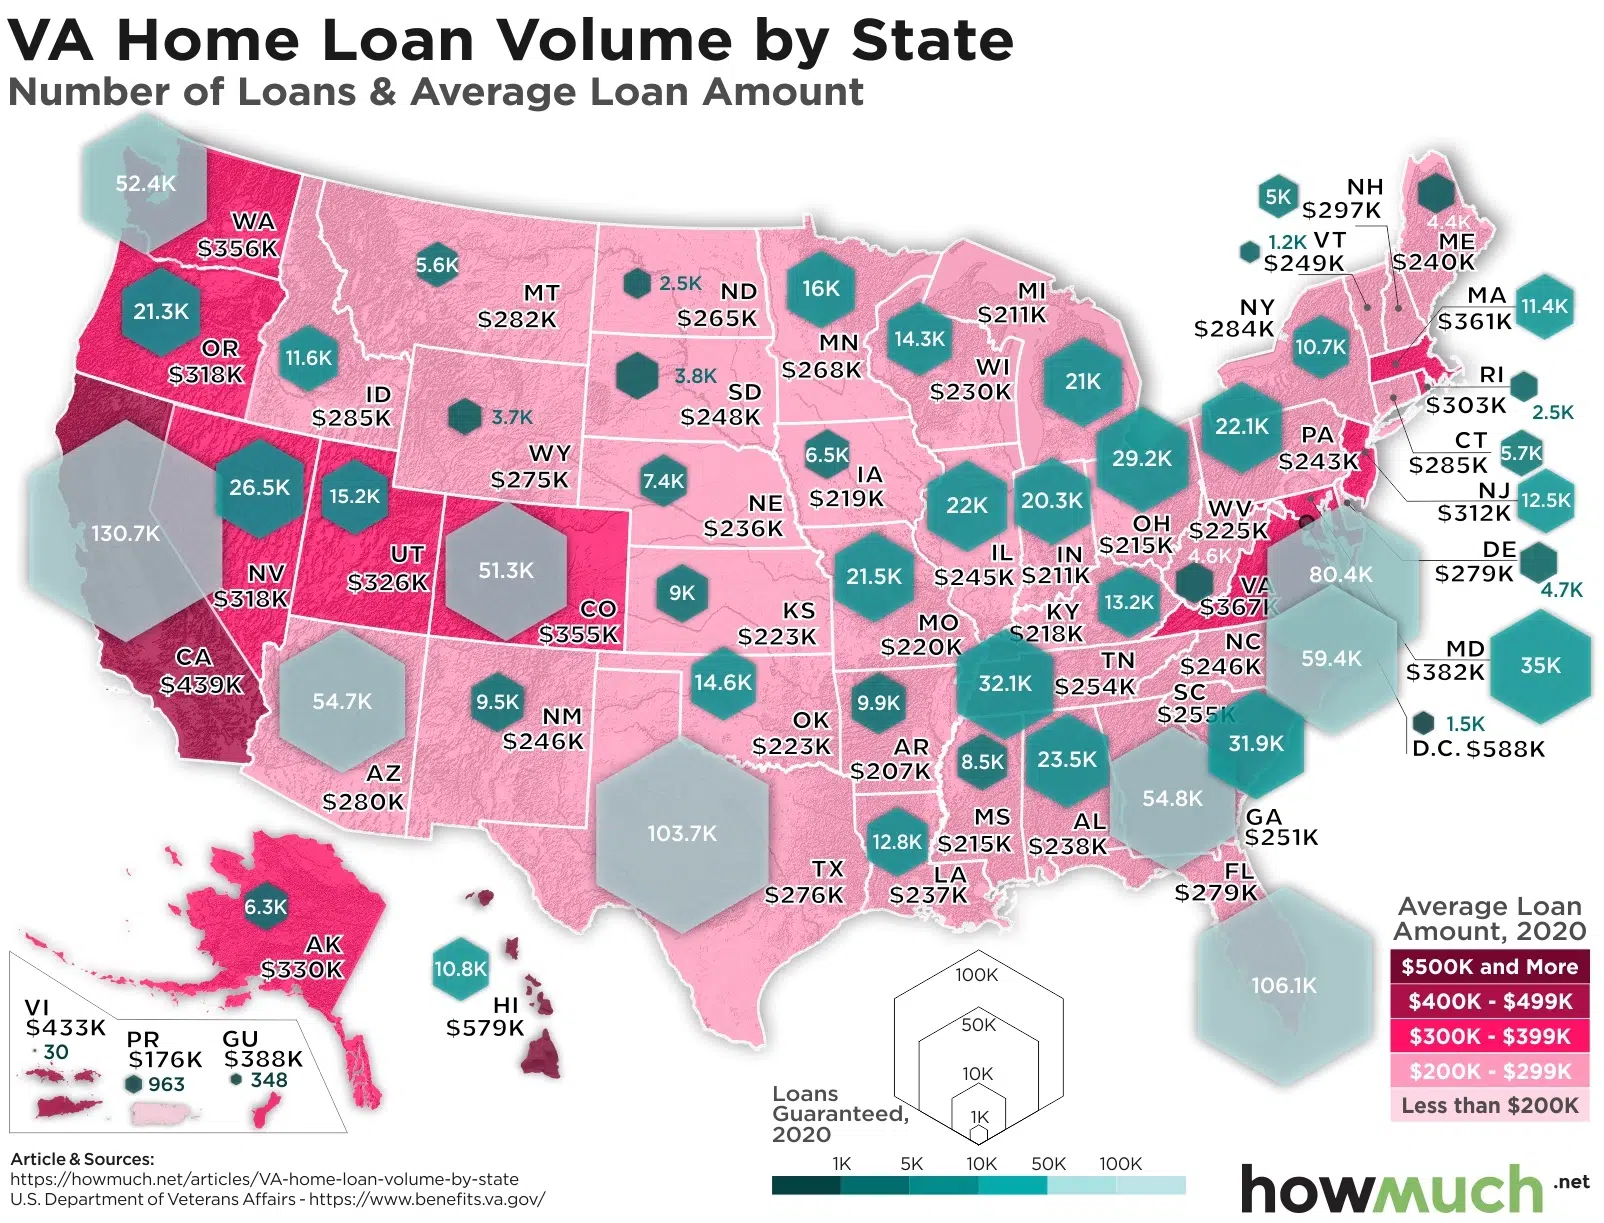 VA Home Loan Volume by State
Number of Loans & Average Loan Amount
52.4K
WA
$356K
21.3K
OR
$318K
11.6K
ID
$285K
5.6K
MT
$282K
2.5K
ND
$265K
16K
MN
$268K
14.3K
WI
$230K
MI
$211K
21K
3.8K
SD
$248K
3.7K
WY
$275K
5K
NH
$297K
1.2K VT
$249K
4.4K
ME
$240K
NY
$284K
10.7K
MA
$361K
11.4K
RI
$303K
2.5K
CT
$285K
5.7K
NJ
$312K
12.5K
DE
$279K
4.7K
MD
$382K
35K
1.5K
D.C. $588K
130.7K
CA
$439K
26.5K
NV
$318K
15.2K
UT
$326K
51.3K
CO
$355K
7.4K
NE
$236K
6.5K
IA
$219K
22K
IL
$245K
20.3K
IN
$211K
29.2K
OH
$215K
22.1K
PA
$243K
WV
$225K
4.6K
VA
$367K
80.4K
9K
KS
$223K
21.5K
MO
$220K
KY
$218K
13.2K
NC
$246K
59.4K
54.7K
AZ
$280K
9.5K
NM
$246K
14.6K
OK
$223K
9.9K
AR
$207K
32.1K
TN
$254K
SC
$255K
31.9K
103.7K
TX
$276K
12.8K
LA
$237K
8.5K
MS
$215K
23.5K
AL
$238K
54.8K
GA
$251K
FL
$279K
106.1K
6.3K
AK
$330K
10.8K
HI
$579K
VI
$433K
30
PR
$176K
963
GU
$388K
348
Loans
Guaranteed,
2020
100K
50K
10K
1K
1K 5K 10K 50K 100K
Average Loan
Amount, 2020
$500K and More
$400K - $499K
$300K - $399K
$200K - $299K
Less than $200K
Article & Sources:
https://howmuch.net/articles/VA-home-loan-volume-by-state
U.S. Department of Veterans Affairs - https://www.benefits.va.gov/
howmuch.net